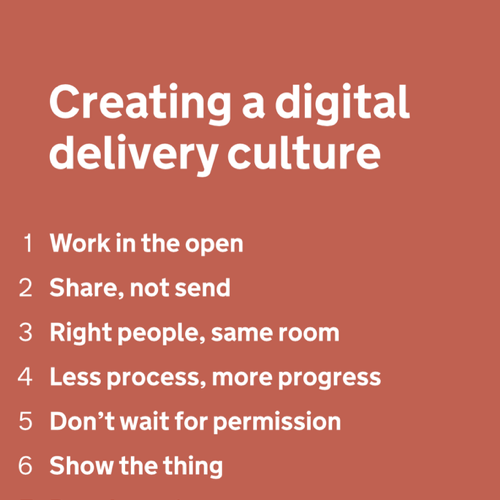 Creating a digital
delivery culture
1 Work in the open
2 Share, not send
3 Right people, same room
4 Less process, more progress
5 Don’t wait for permission
6 Show the thing